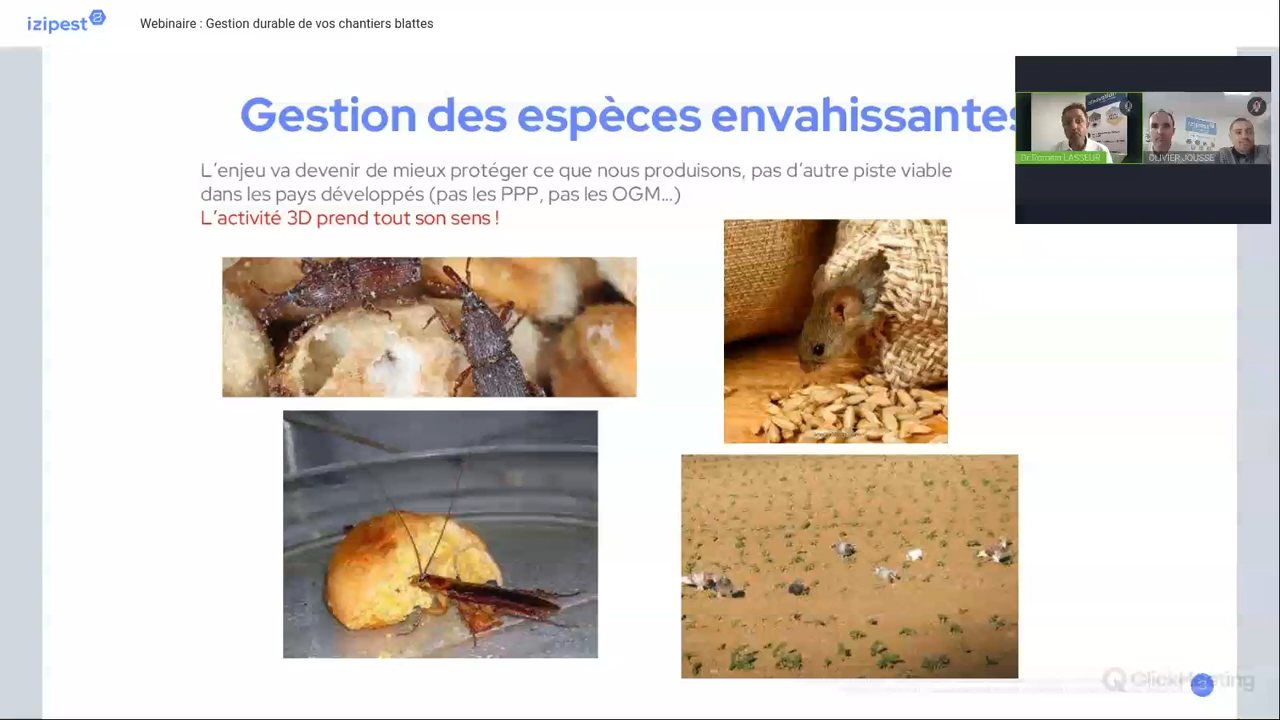 izipest
Webinaire : Gestion durable de vos chantiers blattes
Gestion des espèces envahissantes
L'enjeu va devenir de mieux protéger ce que nous produisons, pas d'autre piste viable
dans les pays développés (pas les PPP, pas les OGM...)
L'activité 3D prend tout son sens !
Dr Romain LASSEUR
OLIVIER JOUSSE
ClickMeeting